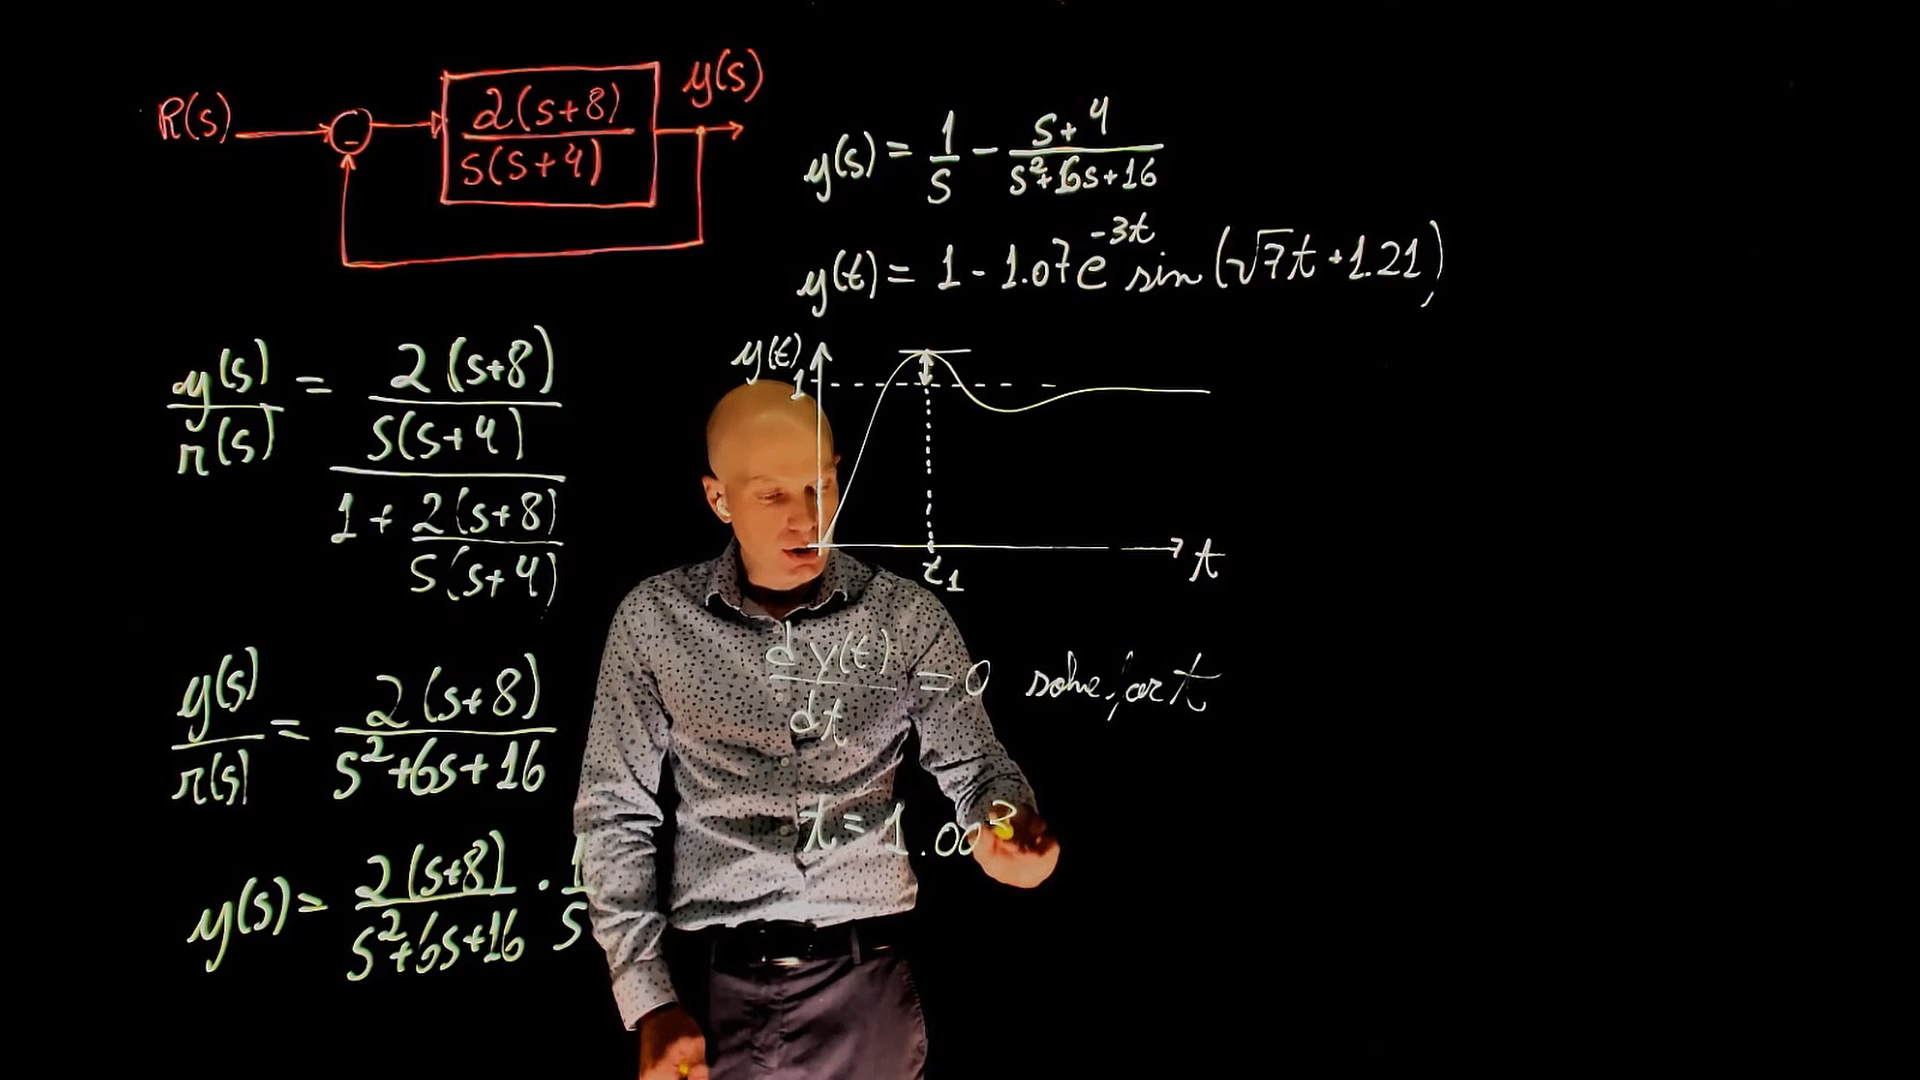 R(s)
-
2(s+8)
s(s+4)
y(s)
y(s)/r(s) = (2(s+8)/s(s+4))/(1+2(s+8)/s(s+4))
y(s)/r(s) = 2(s+8)/(s²+6s+16)
y(s) = 2(s+8)/(s²+6s+16) · 1/s
y(s) = 1/s - (s+4)/(s²+6s+16)
y(t) = 1 - 1.07e^-3t sin(√7t+1.21)
y(t)
1
t₁
t
dy(t)/dt = 0 solve for t
t = 1.00